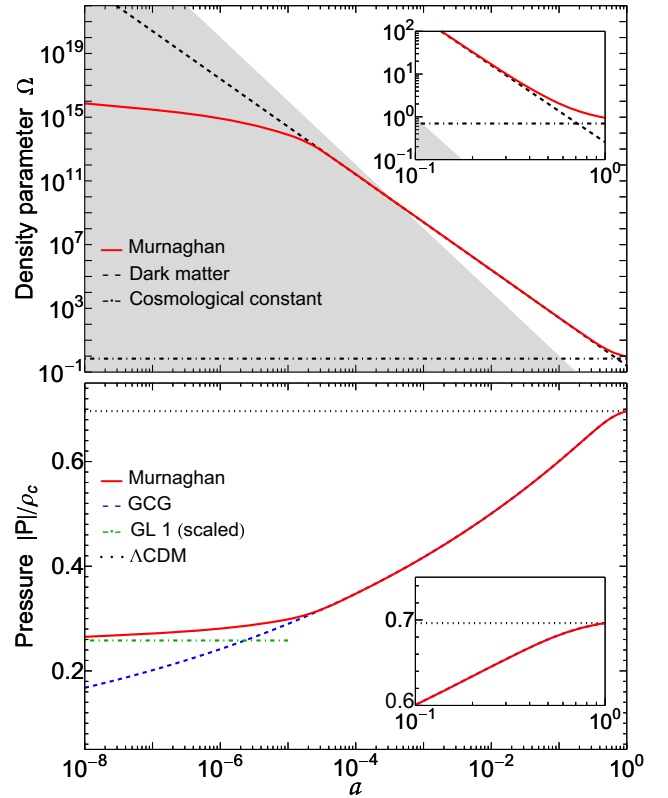 Density parameter Ω
10^19
10^15
10^11
10^7
10^3
10^−1
Murnaghan
Dark matter
Cosmological constant
10^2
10^1
10^0
10^−1
10^−1 10^0
Pressure |P|/ρ_c
0.6
0.4
0.2
Murnaghan
GCG
GL 1 (scaled)
ΛCDM
0.7
0.6
10^−1 10^0
10^−8 10^−6 10^−4 10^−2 10^0
a